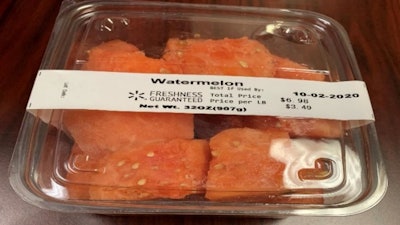 Watermelon
BEST IF Used By: 10-02-2020
FRESHNESS GUARANTEED
Total Price $6.98
Price per LB $3.49
Net Wt. 32OZ(907g)